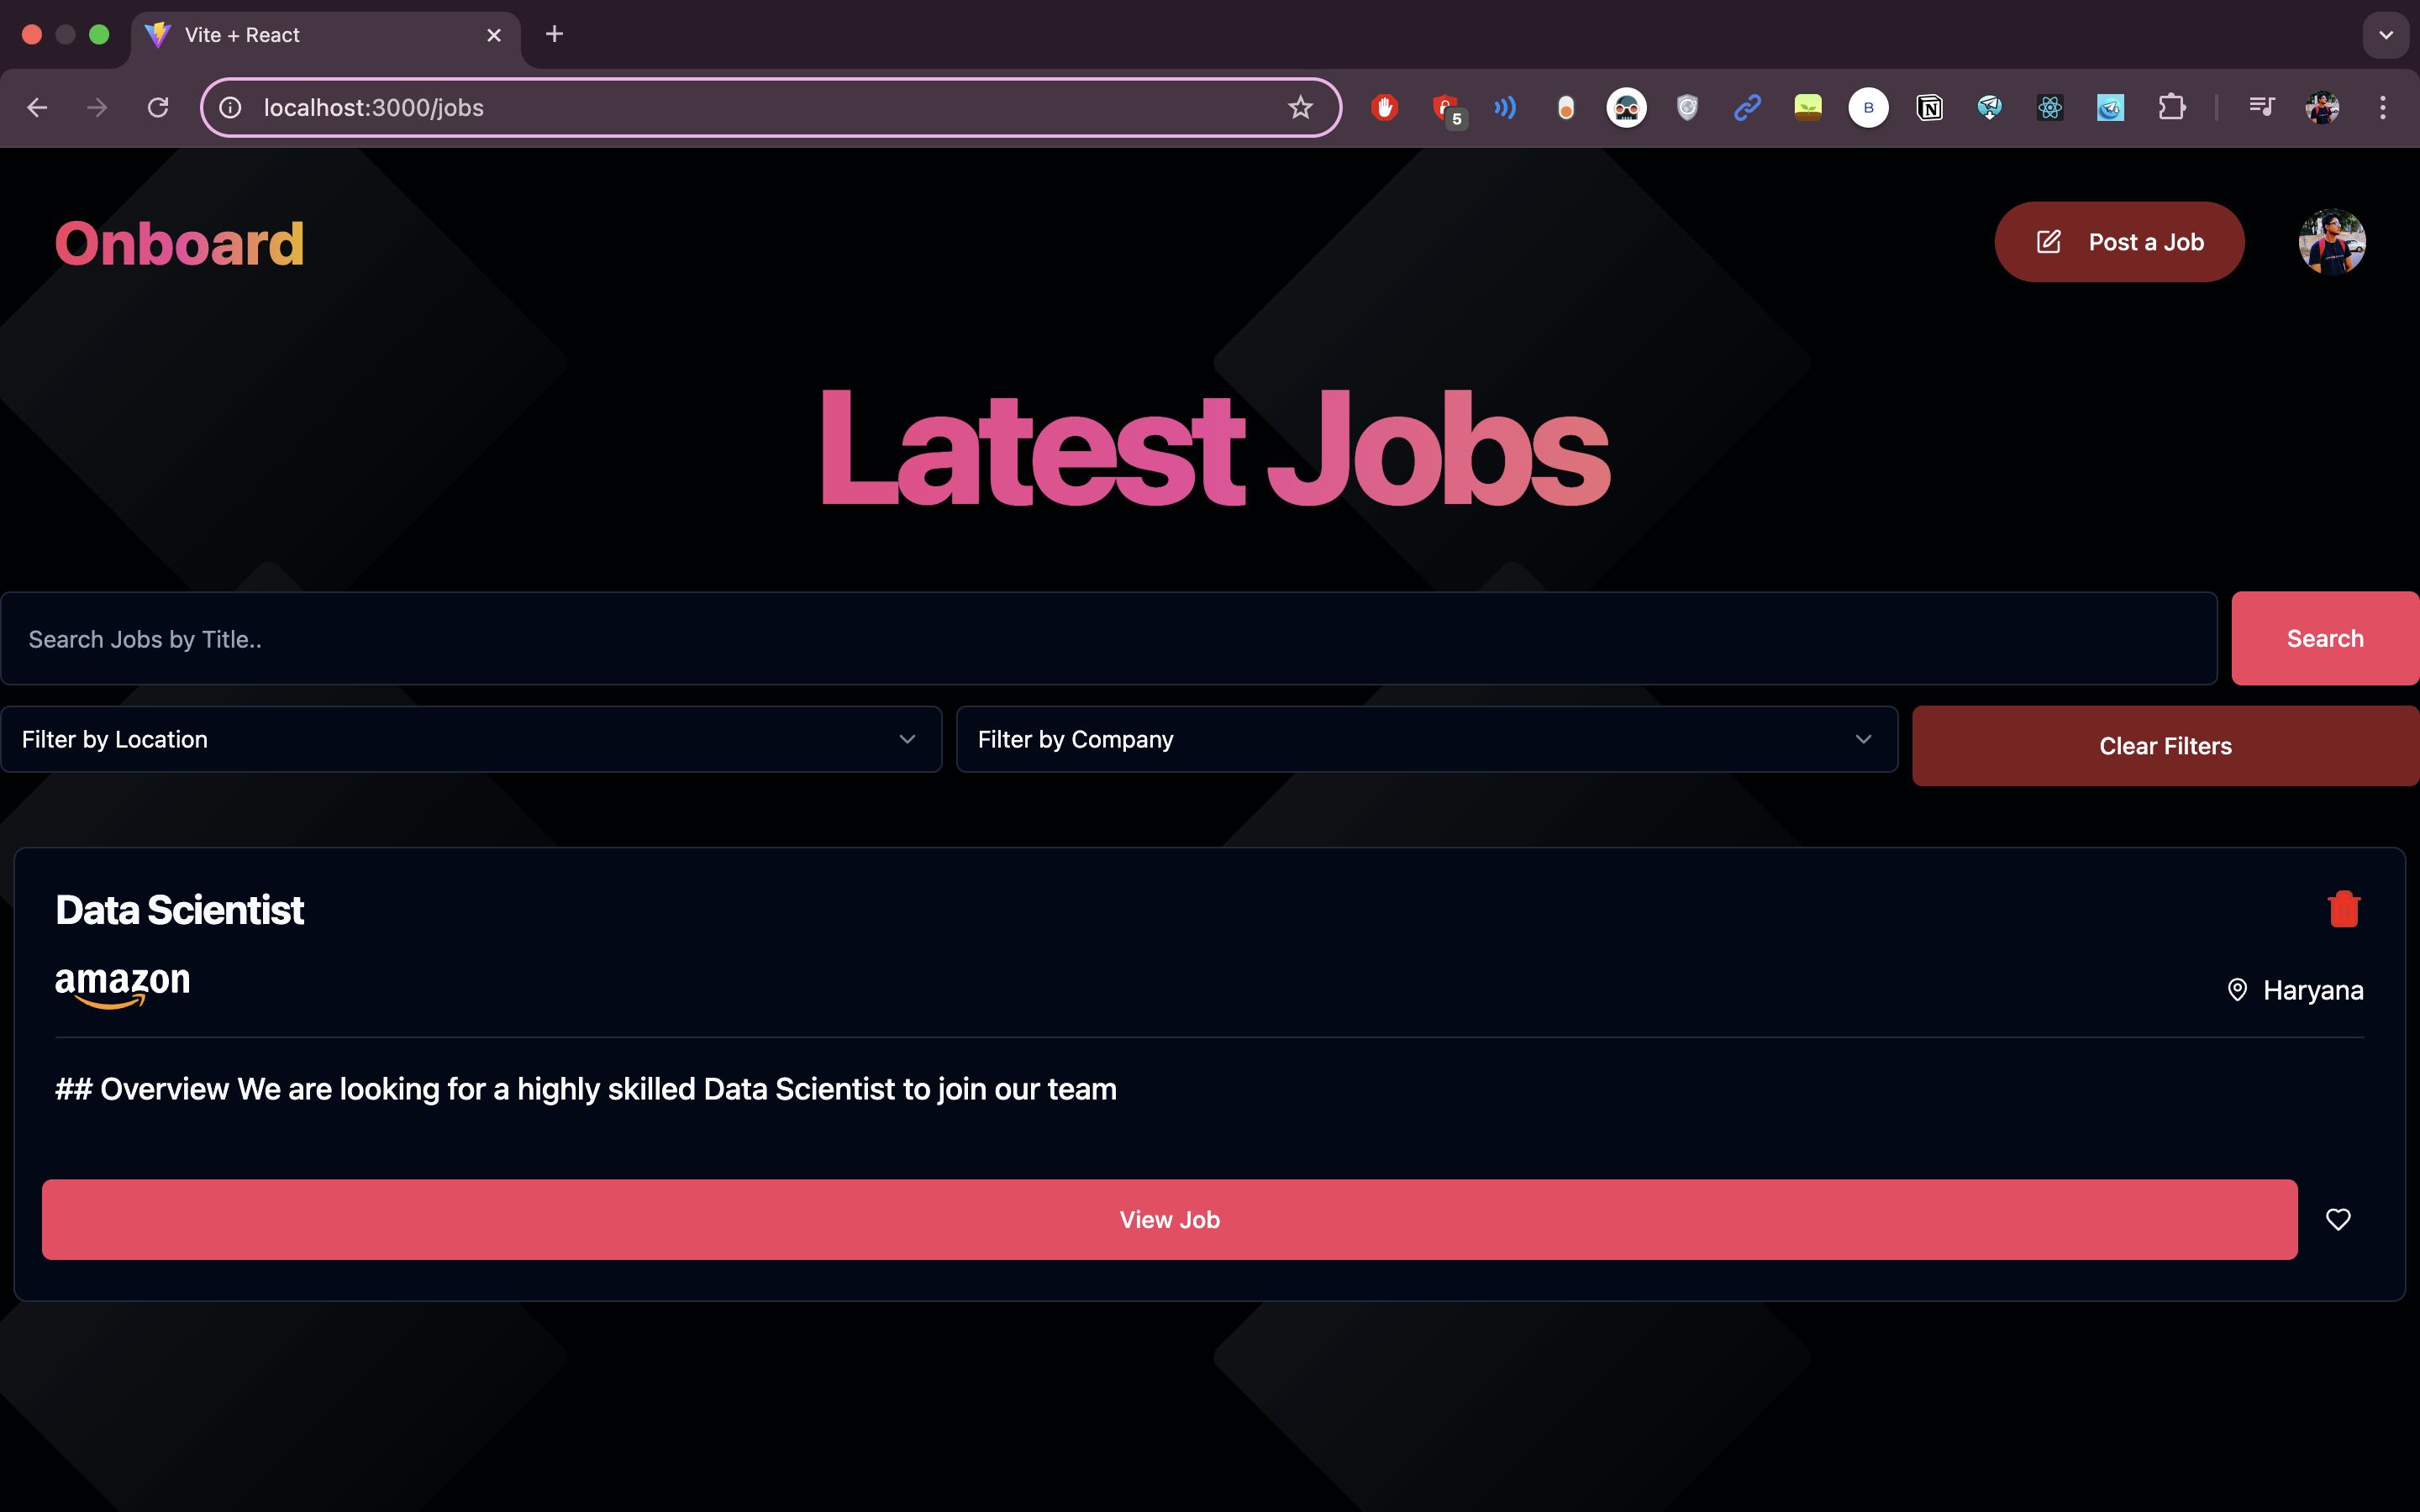 Vite + React
localhost:3000/jobs
5
B
N
Onboard
Post a Job
Latest Jobs
Search Jobs by Title..
Search
Filter by Location
Filter by Company
Clear Filters
Data Scientist
amazon
Haryana
## Overview We are looking for a highly skilled Data Scientist to join our team
View Job